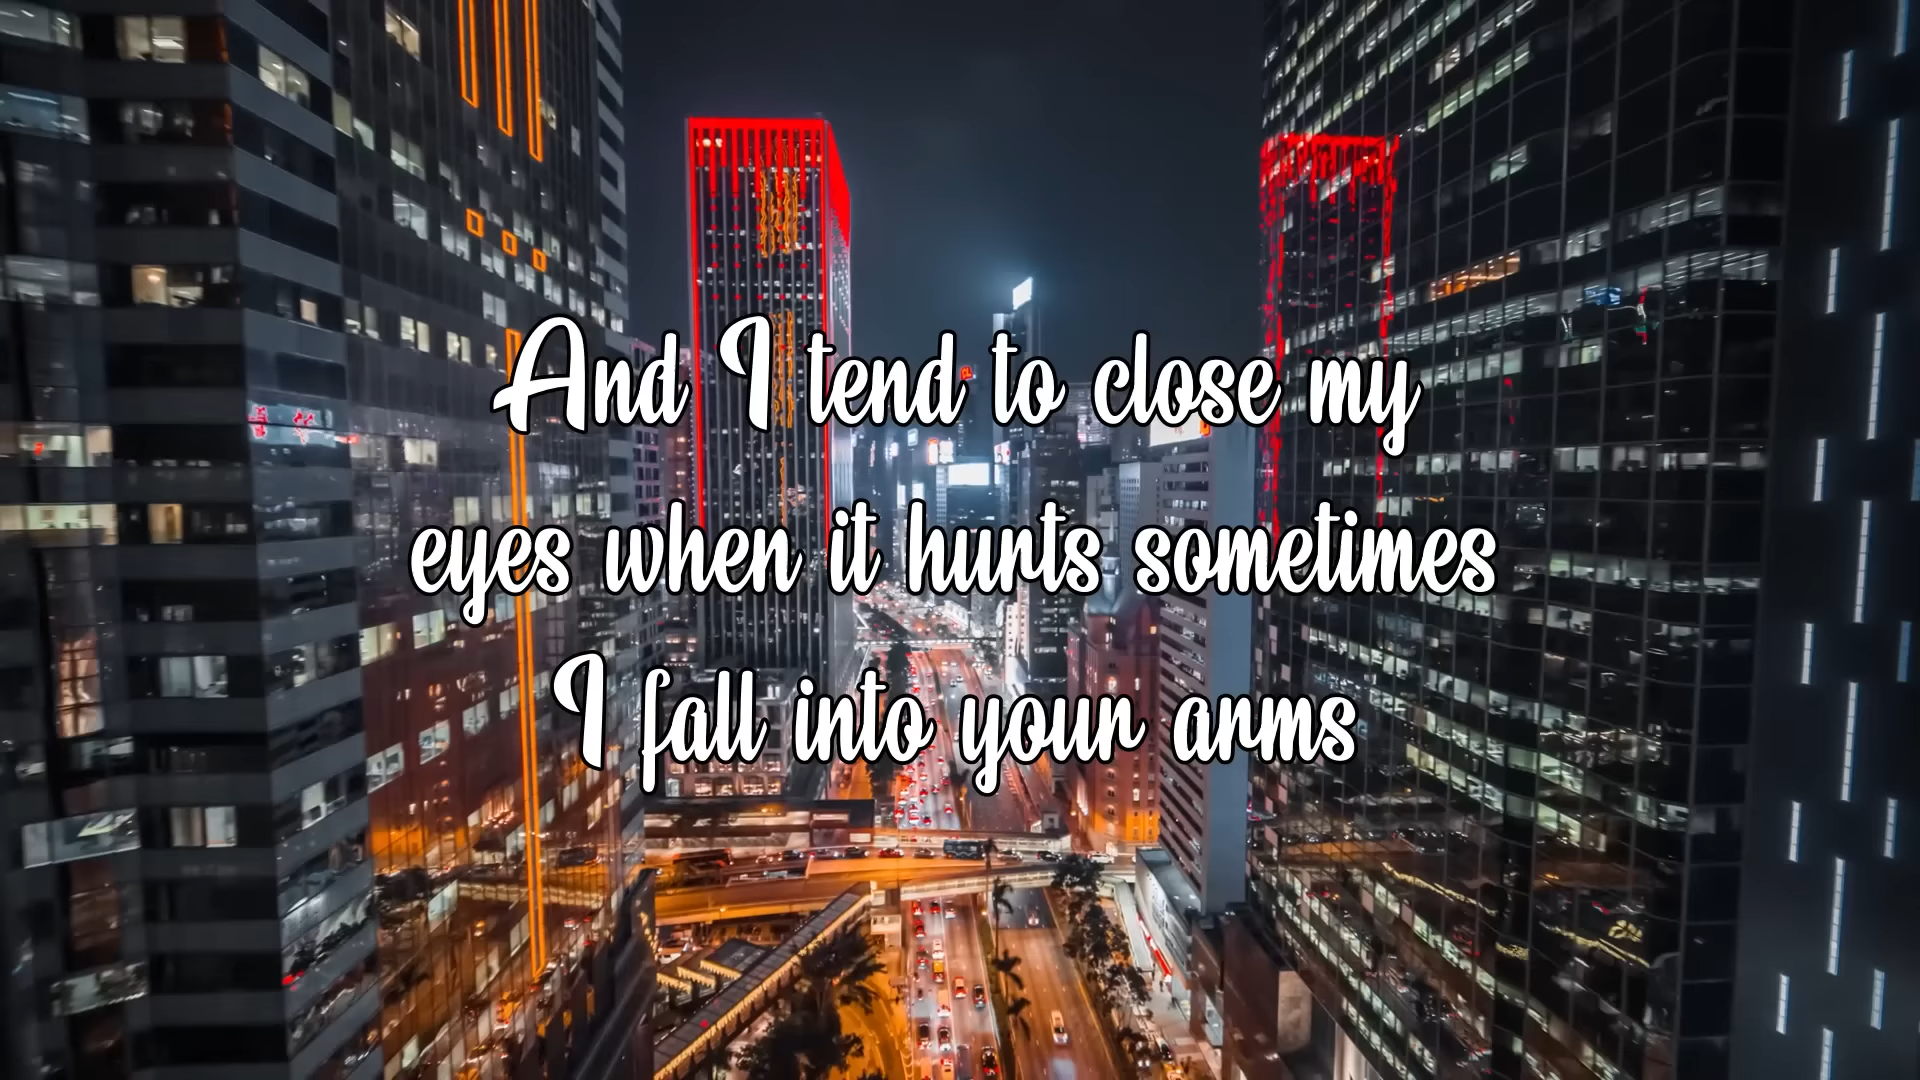 And I tend to close my
eyes when it hurts sometimes
I fall into your arms